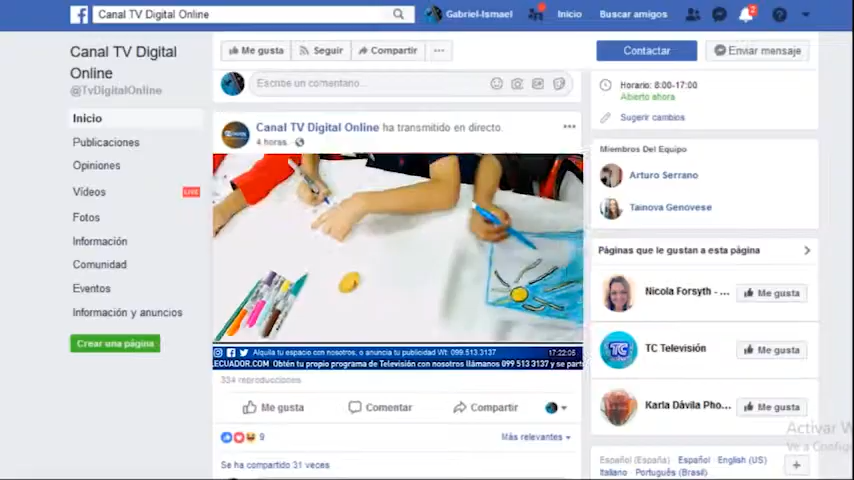 Canal TV Digital Online
Gabriel-Ismael
Inicio
Buscar amigos
2
Canal TV Digital
Online
@TvDigitalOnline
Inicio
Publicaciones
Opiniones
Vídeos
LIVE
Fotos
Información
Comunidad
Eventos
Información y anuncios
Crear una página
Me gusta
Seguir
Compartir
Contactar
Enviar mensaje
Escribe un comentario...
Canal TV Digital Online ha transmitido en directo.
4 horas
Alquila tu espacio con nosotros, o anuncia tu publicidad Wt: 099.513.3137
17:22:05
ECUADOR.COM Obtén tu propio programa de Televisión con nosotros llámanos 099 513 3137 y se part
334 reproducciones
Me gusta
Comentar
Compartir
9
Más relevantes
Se ha compartido 31 veces
Horario: 8:00-17:00
Abierto ahora
Sugerir cambios
Miembros Del Equipo
Arturo Serrano
Tainova Genovese
Páginas que le gustan a esta página
Nicola Forsyth - ...
Me gusta
TC Televisión
Me gusta
Karla Dávila Pho...
Me gusta
Activar W
Ve a Config
Español (España) Español English (US)
Italiano Português (Brasil)